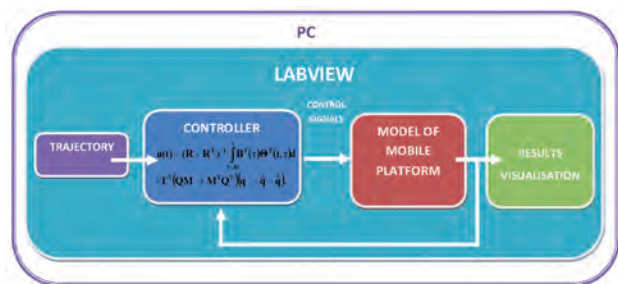 PC
LABVIEW
CONTROL
SIGNALS
TRAJECTORY
CONTROLLER
MODEL OF
MOBILE
PLATFORM
RESULTS
VISUALISATION